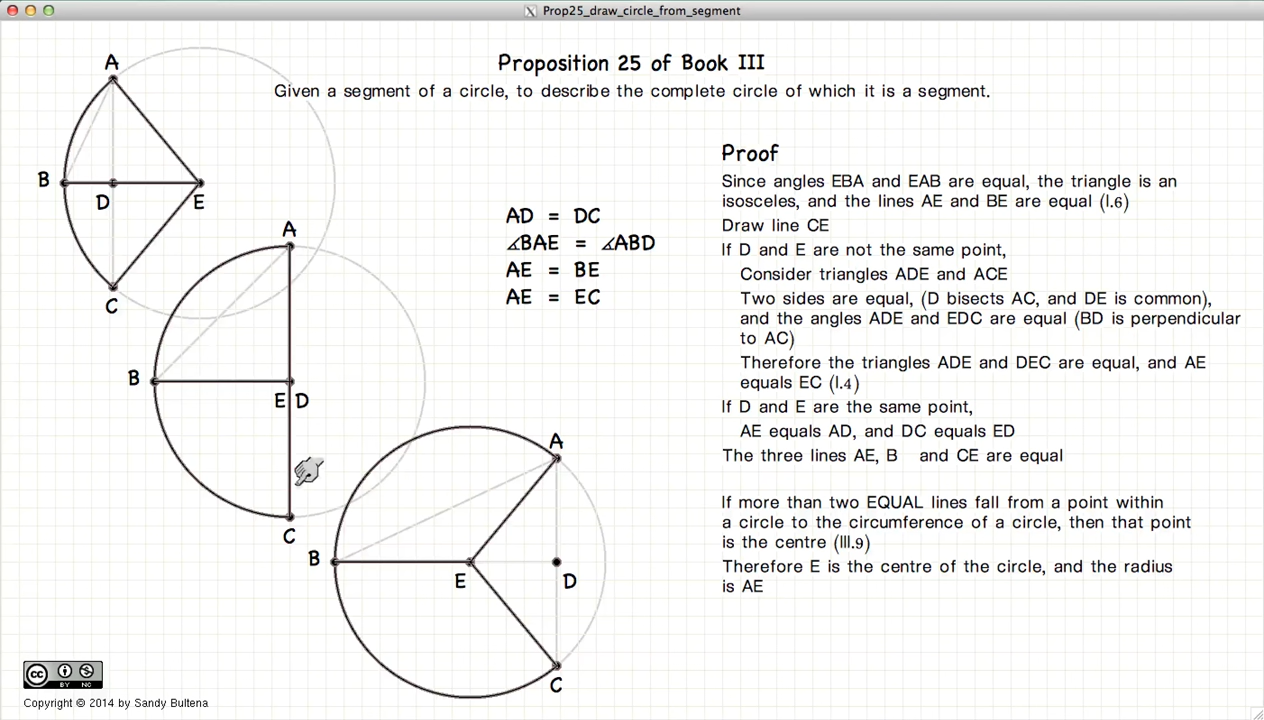 Prop25_draw_circle_from_segment
Proposition 25 of Book III
Given a segment of a circle, to describe the complete circle of which it is a segment.
A
B
D
E
C
A
B
E D
C
A
B
E
D
C
AD = DC
∡BAE = ∡ABD
AE = BE
AE = EC
Proof
Since angles EBA and EAB are equal, the triangle is an
isosceles, and the lines AE and BE are equal (I.6)
Draw line CE
If D and E are not the same point,
Consider triangles ADE and ACE
Two sides are equal, (D bisects AC, and DE is common),
and the angles ADE and EDC are equal (BD is perpendicular
to AC)
Therefore the triangles ADE and DEC are equal, and AE
equals EC (I.4)
If D and E are the same point,
AE equals AD, and DC equals ED
The three lines AE, B and CE are equal
If more than two EQUAL lines fall from a point within
a circle to the circumference of a circle, then that point
is the centre (III.9)
Therefore E is the centre of the circle, and the radius
is AE
cc
BY NC
Copyright © 2014 by Sandy Bultena